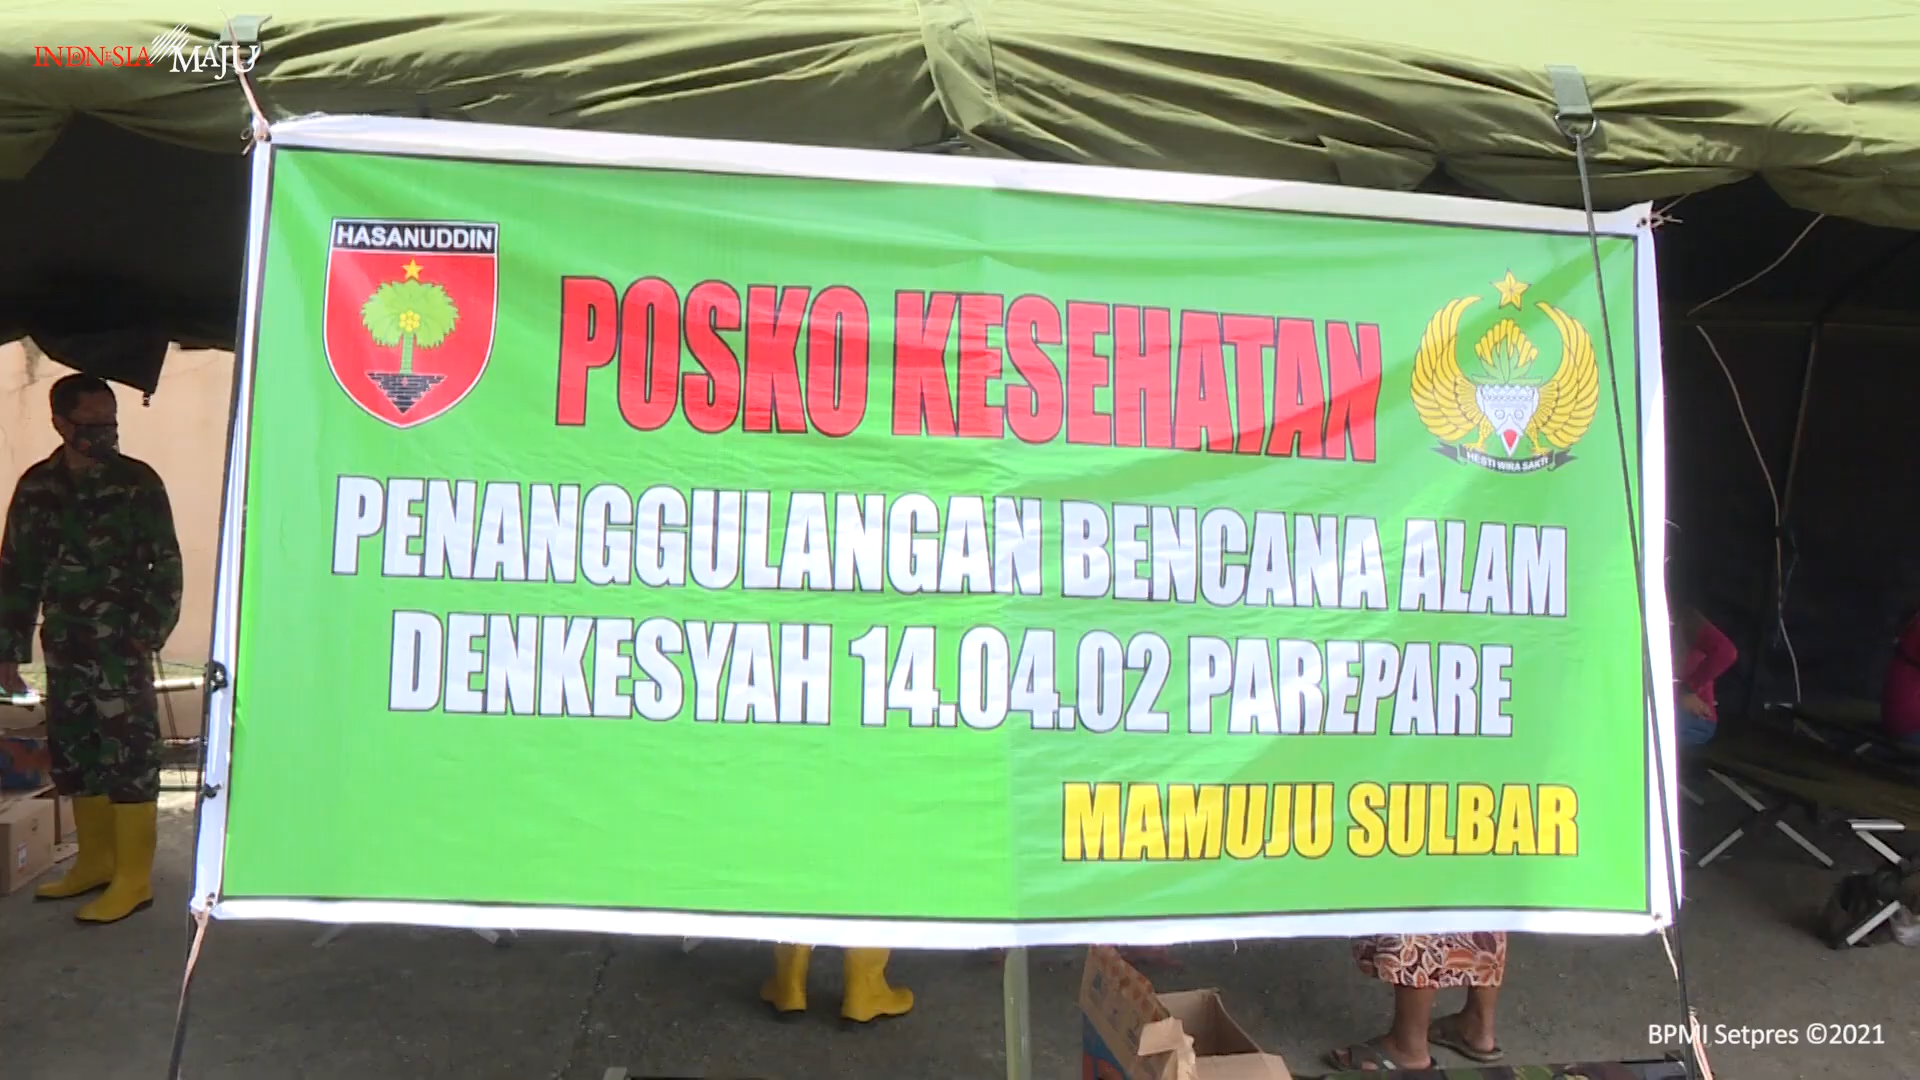 INDONESIA MAJU
HASANUDDIN
POSKO KESEHATAN
HESTI WIRA SAKTI
PENANGGULANGAN BENCANA ALAM
DENKESYAH 14.04.02 PAREPARE
MAMUJU SULBAR
BPMI Setpres ©2021